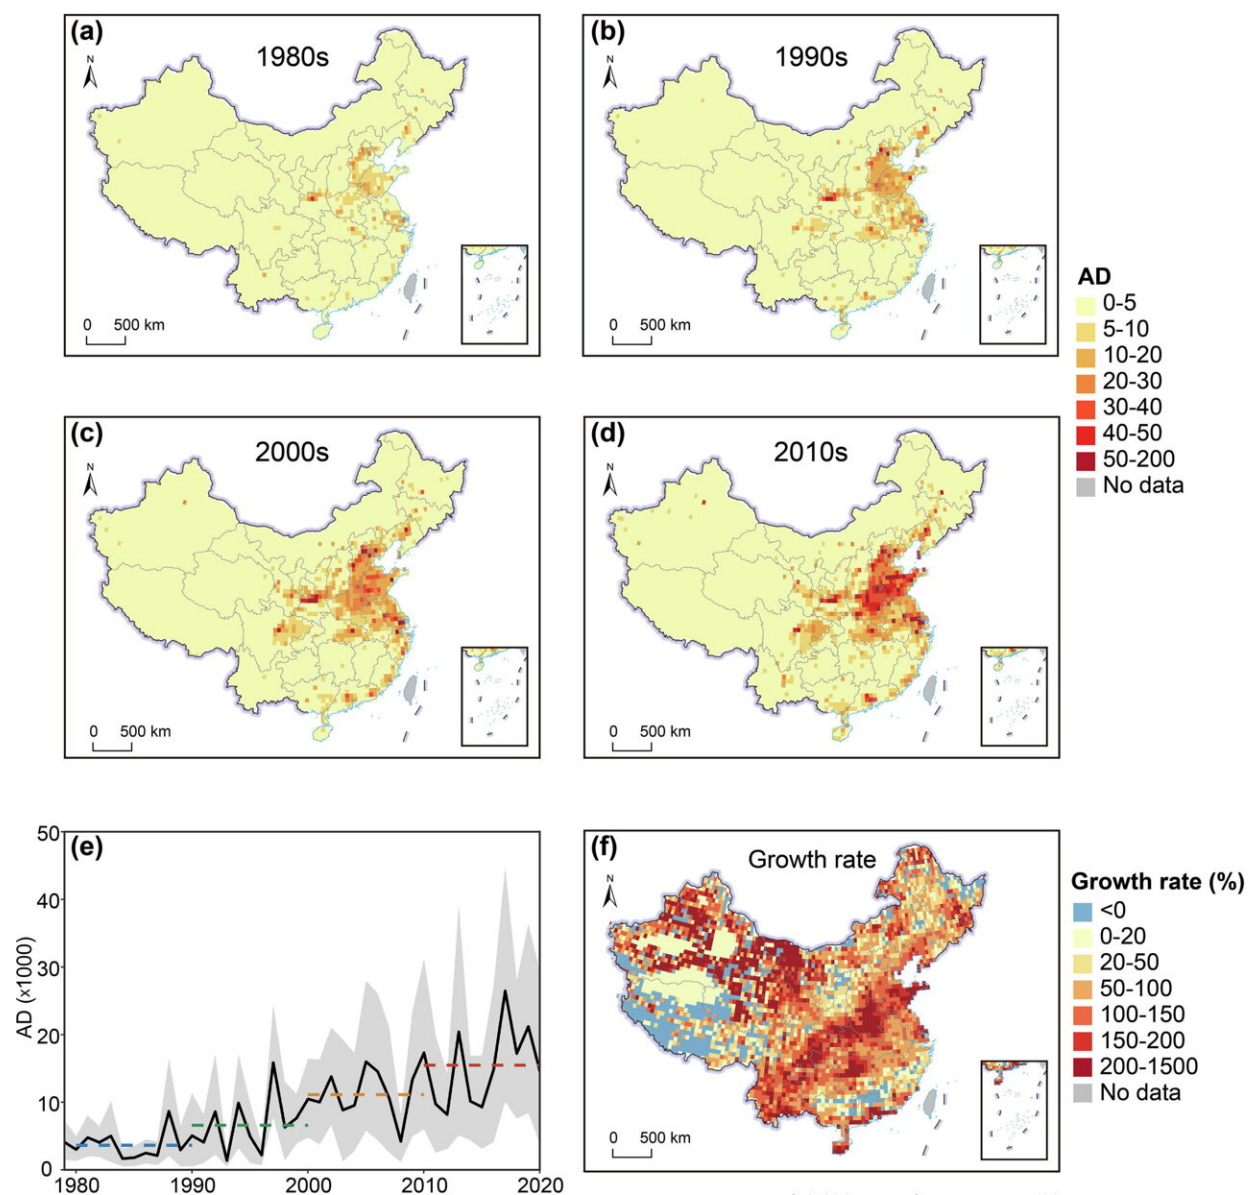 (a)
1980s
N
0 500 km
(b)
1990s
N
0 500 km
AD
0-5
5-10
10-20
20-30
30-40
40-50
50-200
No data
(c)
2000s
N
0 500 km
(d)
2010s
N
0 500 km
(e)
AD (x1000)
50
40
30
20
10
0
1980 1990 2000 2010 2020
(f)
Growth rate
N
0 500 km
Growth rate (%)
<0
0-20
20-50
50-100
100-150
150-200
200-1500
No data